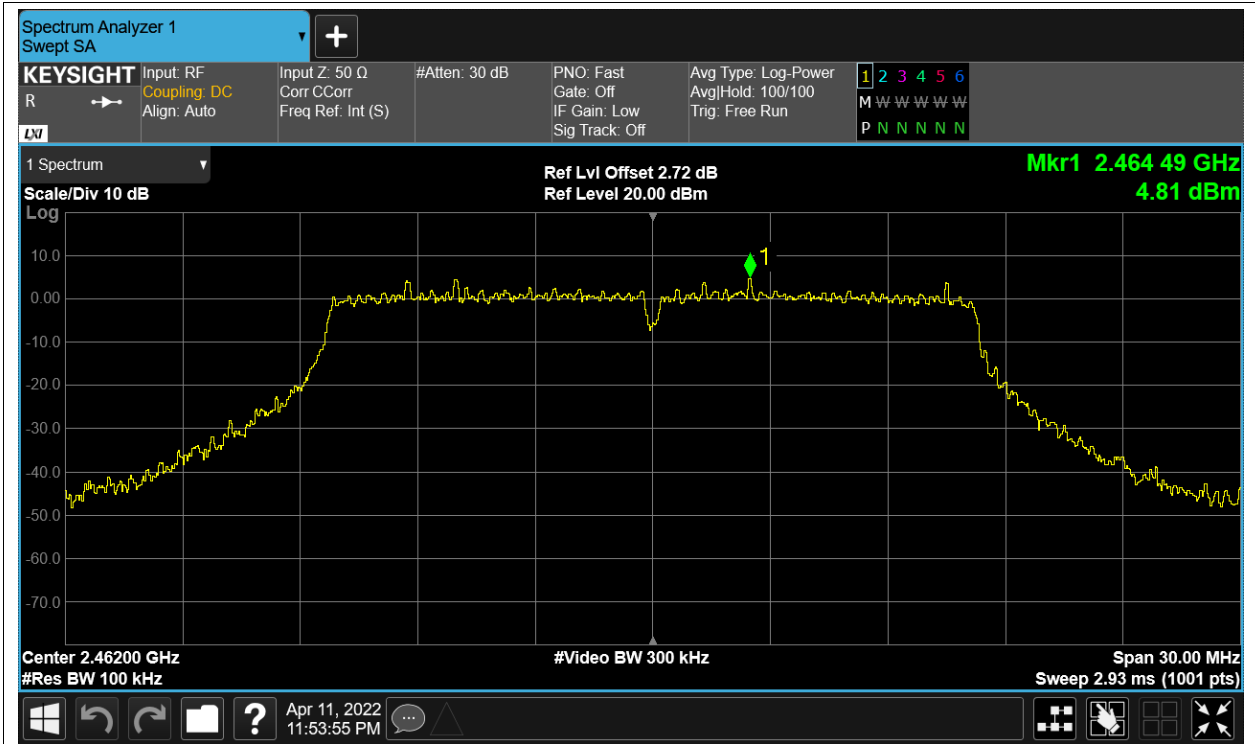 Spectrum Analyzer 1
Swept SA
+
KEYSIGHT
R
LXI
Input: RF
Coupling: DC
Align: Auto
Input Z: 50 Ω
Corr CCorr
Freq Ref: Int (S)
#Atten: 30 dB
PNO: Fast
Gate: Off
IF Gain: Low
Sig Track: Off
Avg Type: Log-Power
Avg|Hold: 100/100
Trig: Free Run
1 2 3 4 5 6
M W W W W W
P N N N N N
1 Spectrum
Scale/Div 10 dB
Log
Ref Lvl Offset 2.72 dB
Ref Level 20.00 dBm
Mkr1 2.464 49 GHz
4.81 dBm
1
10.0
0.00
-10.0
-20.0
-30.0
-40.0
-50.0
-60.0
-70.0
Center 2.46200 GHz
#Video BW 300 kHz
Span 30.00 MHz
#Res BW 100 kHz
Sweep 2.93 ms (1001 pts)
?
Apr 11, 2022
11:53:55 PM